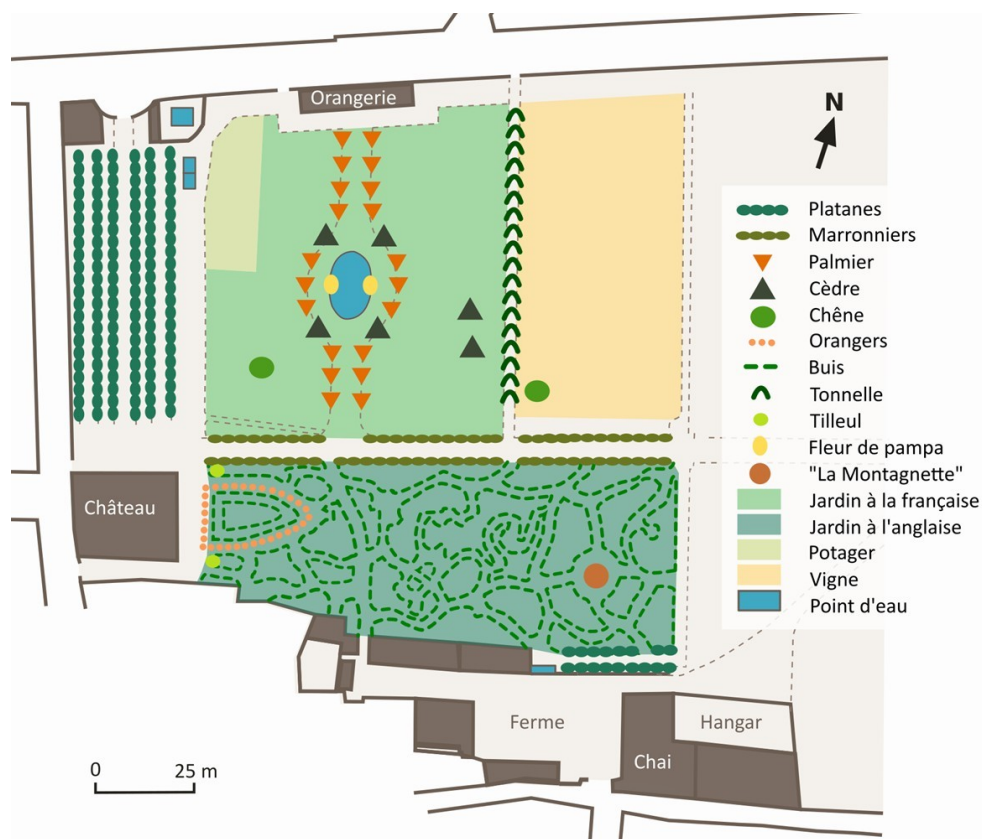 Orangerie
N
Platanes
Marronniers
Palmier
Cèdre
Chêne
Orangers
Buis
Tonnelle
Tilleul
Fleur de pampa
"La Montagnette"
Jardin à la française
Jardin à l'anglaise
Potager
Vigne
Point d'eau
Château
Ferme
Hangar
Chai
0 25 m